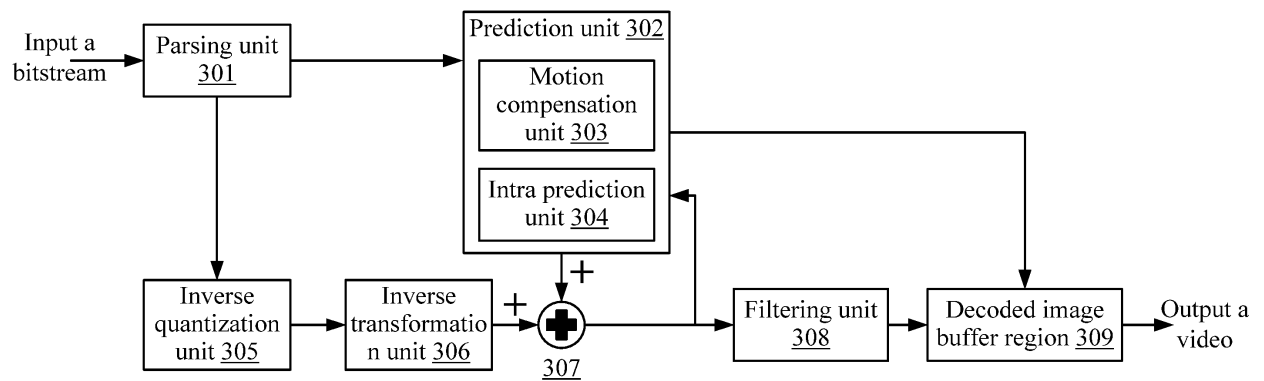 Input a
bitstream
Parsing unit
301
Prediction unit 302
Motion
compensation
unit 303
Intra prediction
unit 304
Inverse
quantization
unit 305
Inverse
transformatio
n unit 306
+
+
307
Filtering unit
308
Decoded image
buffer region 309
Output a
video